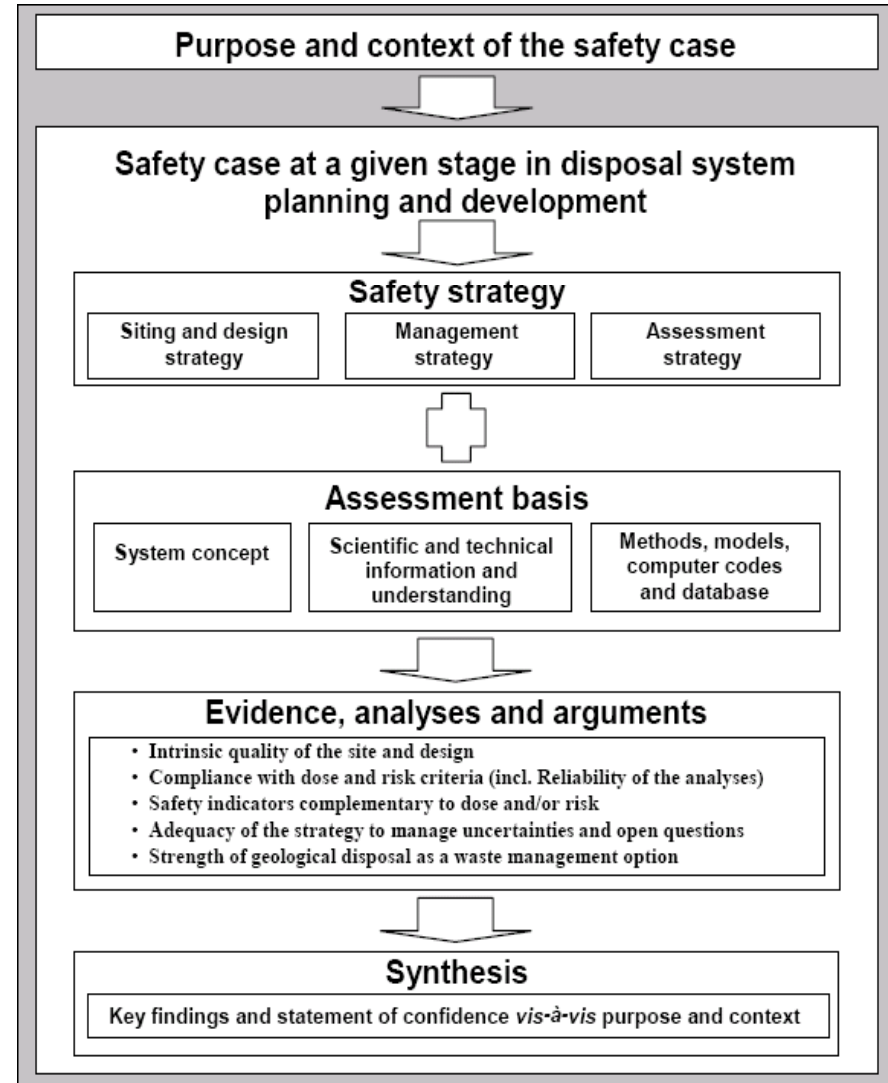 Purpose and context of the safety case
Safety case at a given stage in disposal system
planning and development
Safety strategy
Siting and design
strategy
Management
strategy
Assessment
strategy
Assessment basis
System concept
Scientific and technical
information and
understanding
Methods, models,
computer codes
and database
Evidence, analyses and arguments
• Intrinsic quality of the site and design
• Compliance with dose and risk criteria (incl. Reliability of the analyses)
• Safety indicators complementary to dose and/or risk
• Adequacy of the strategy to manage uncertainties and open questions
• Strength of geological disposal as a waste management option
Synthesis
Key findings and statement of confidence vis-à-vis purpose and context